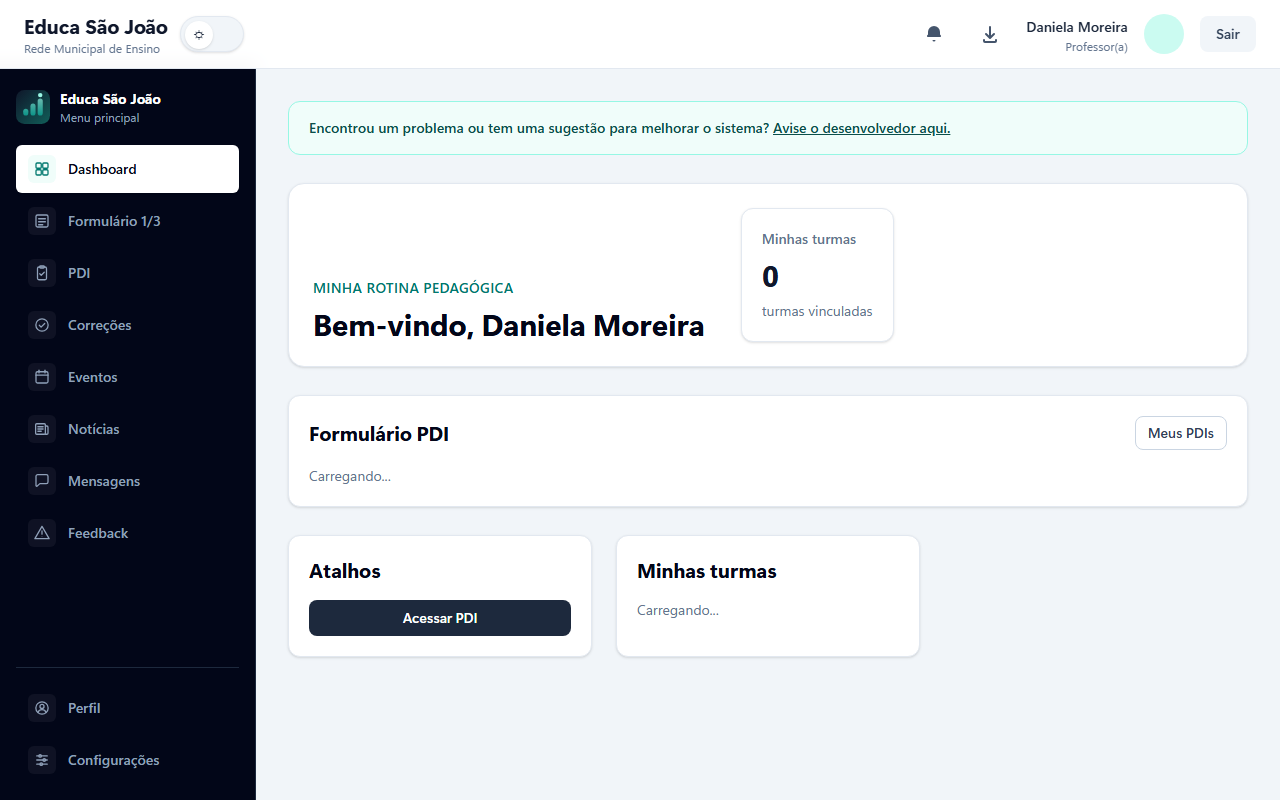 Educa São João
Rede Municipal de Ensino
Daniela Moreira
Professor(a)
Sair
Educa São João
Menu principal
Dashboard
Formulário 1/3
PDI
Correções
Eventos
Notícias
Mensagens
Feedback
Perfil
Configurações
Encontrou um problema ou tem uma sugestão para melhorar o sistema? Avise o desenvolvedor aqui.
MINHA ROTINA PEDAGÓGICA
Bem-vindo, Daniela Moreira
Minhas turmas
0
turmas vinculadas
Formulário PDI
Meus PDIs
Carregando...
Atalhos
Acessar PDI
Minhas turmas
Carregando...